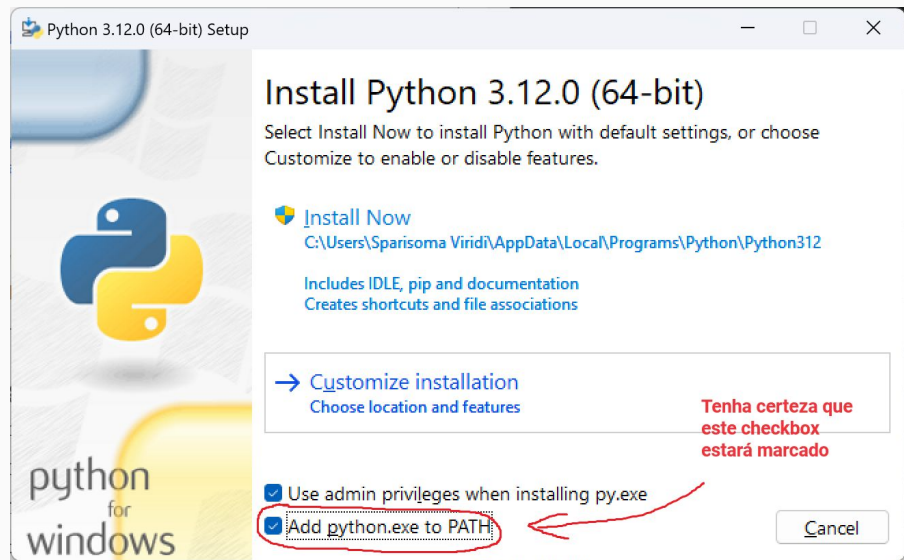 Python 3.12.0 (64-bit) Setup
Install Python 3.12.0 (64-bit)
Select Install Now to install Python with default settings, or choose
Customize to enable or disable features.
Install Now
C:\Users\Sparisoma Viridi\AppData\Local\Programs\Python\Python312
Includes IDLE, pip and documentation
Creates shortcuts and file associations
Customize installation
Choose location and features
Tenha certeza que
este checkbox
estará marcado
Use admin privileges when installing py.exe
Add python.exe to PATH
Cancel
python
for
windows